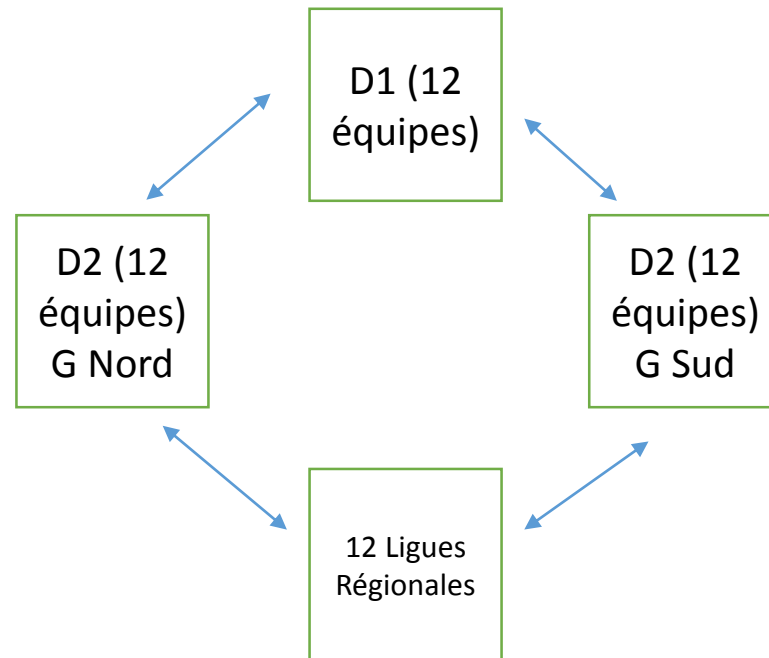 D1 (12
équipes)
D2 (12
équipes)
G Nord
D2 (12
équipes)
G Sud
12 Ligues
Régionales